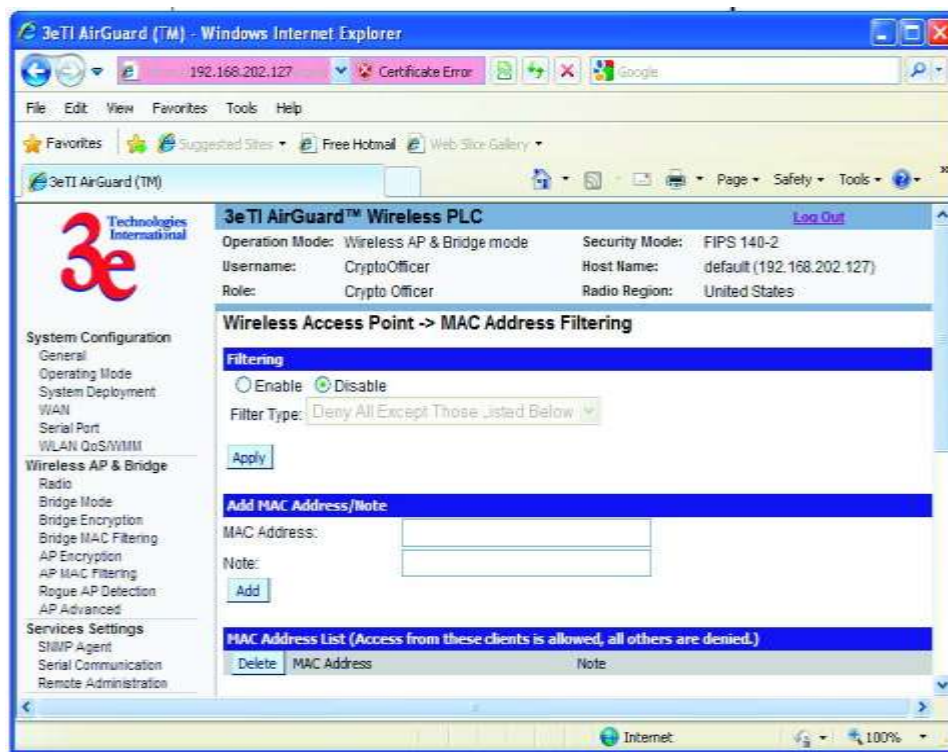 3eTI AirGuard (TM) - Windows Internet Explorer
192.168.202.127 Certificate Error Google
File Edit View Favorites Tools Help
Favorites Suggested Sites Free Hotmail Web Slice Gallery
3eTI AirGuard (TM) Page Safety Tools
3e Technologies International
3eTI AirGuard™ Wireless PLC Log Out
Operation Mode: Wireless AP & Bridge mode Security Mode: FIPS 140-2
Username: CryptoOfficer Host Name: default (192.168.202.127)
Role: Crypto Officer Radio Region: United States
System Configuration
General
Operating Mode
System Deployment
WAN
Serial Port
WLAN QoS/WMM
Wireless AP & Bridge
Radio
Bridge Mode
Bridge Encryption
Bridge MAC Filtering
AP Encryption
AP MAC Filtering
Rogue AP Detection
AP Advanced
Services Settings
SNMP Agent
Serial Communication
Remote Administration
Wireless Access Point -> MAC Address Filtering
Filtering
Enable Disable
Filter Type: Deny All Except Those Listed Below
Apply
Add MAC Address/Note
MAC Address:
Note:
Add
MAC Address List (Access from these clients is allowed, all others are denied.)
Delete MAC Address Note
Internet 100%